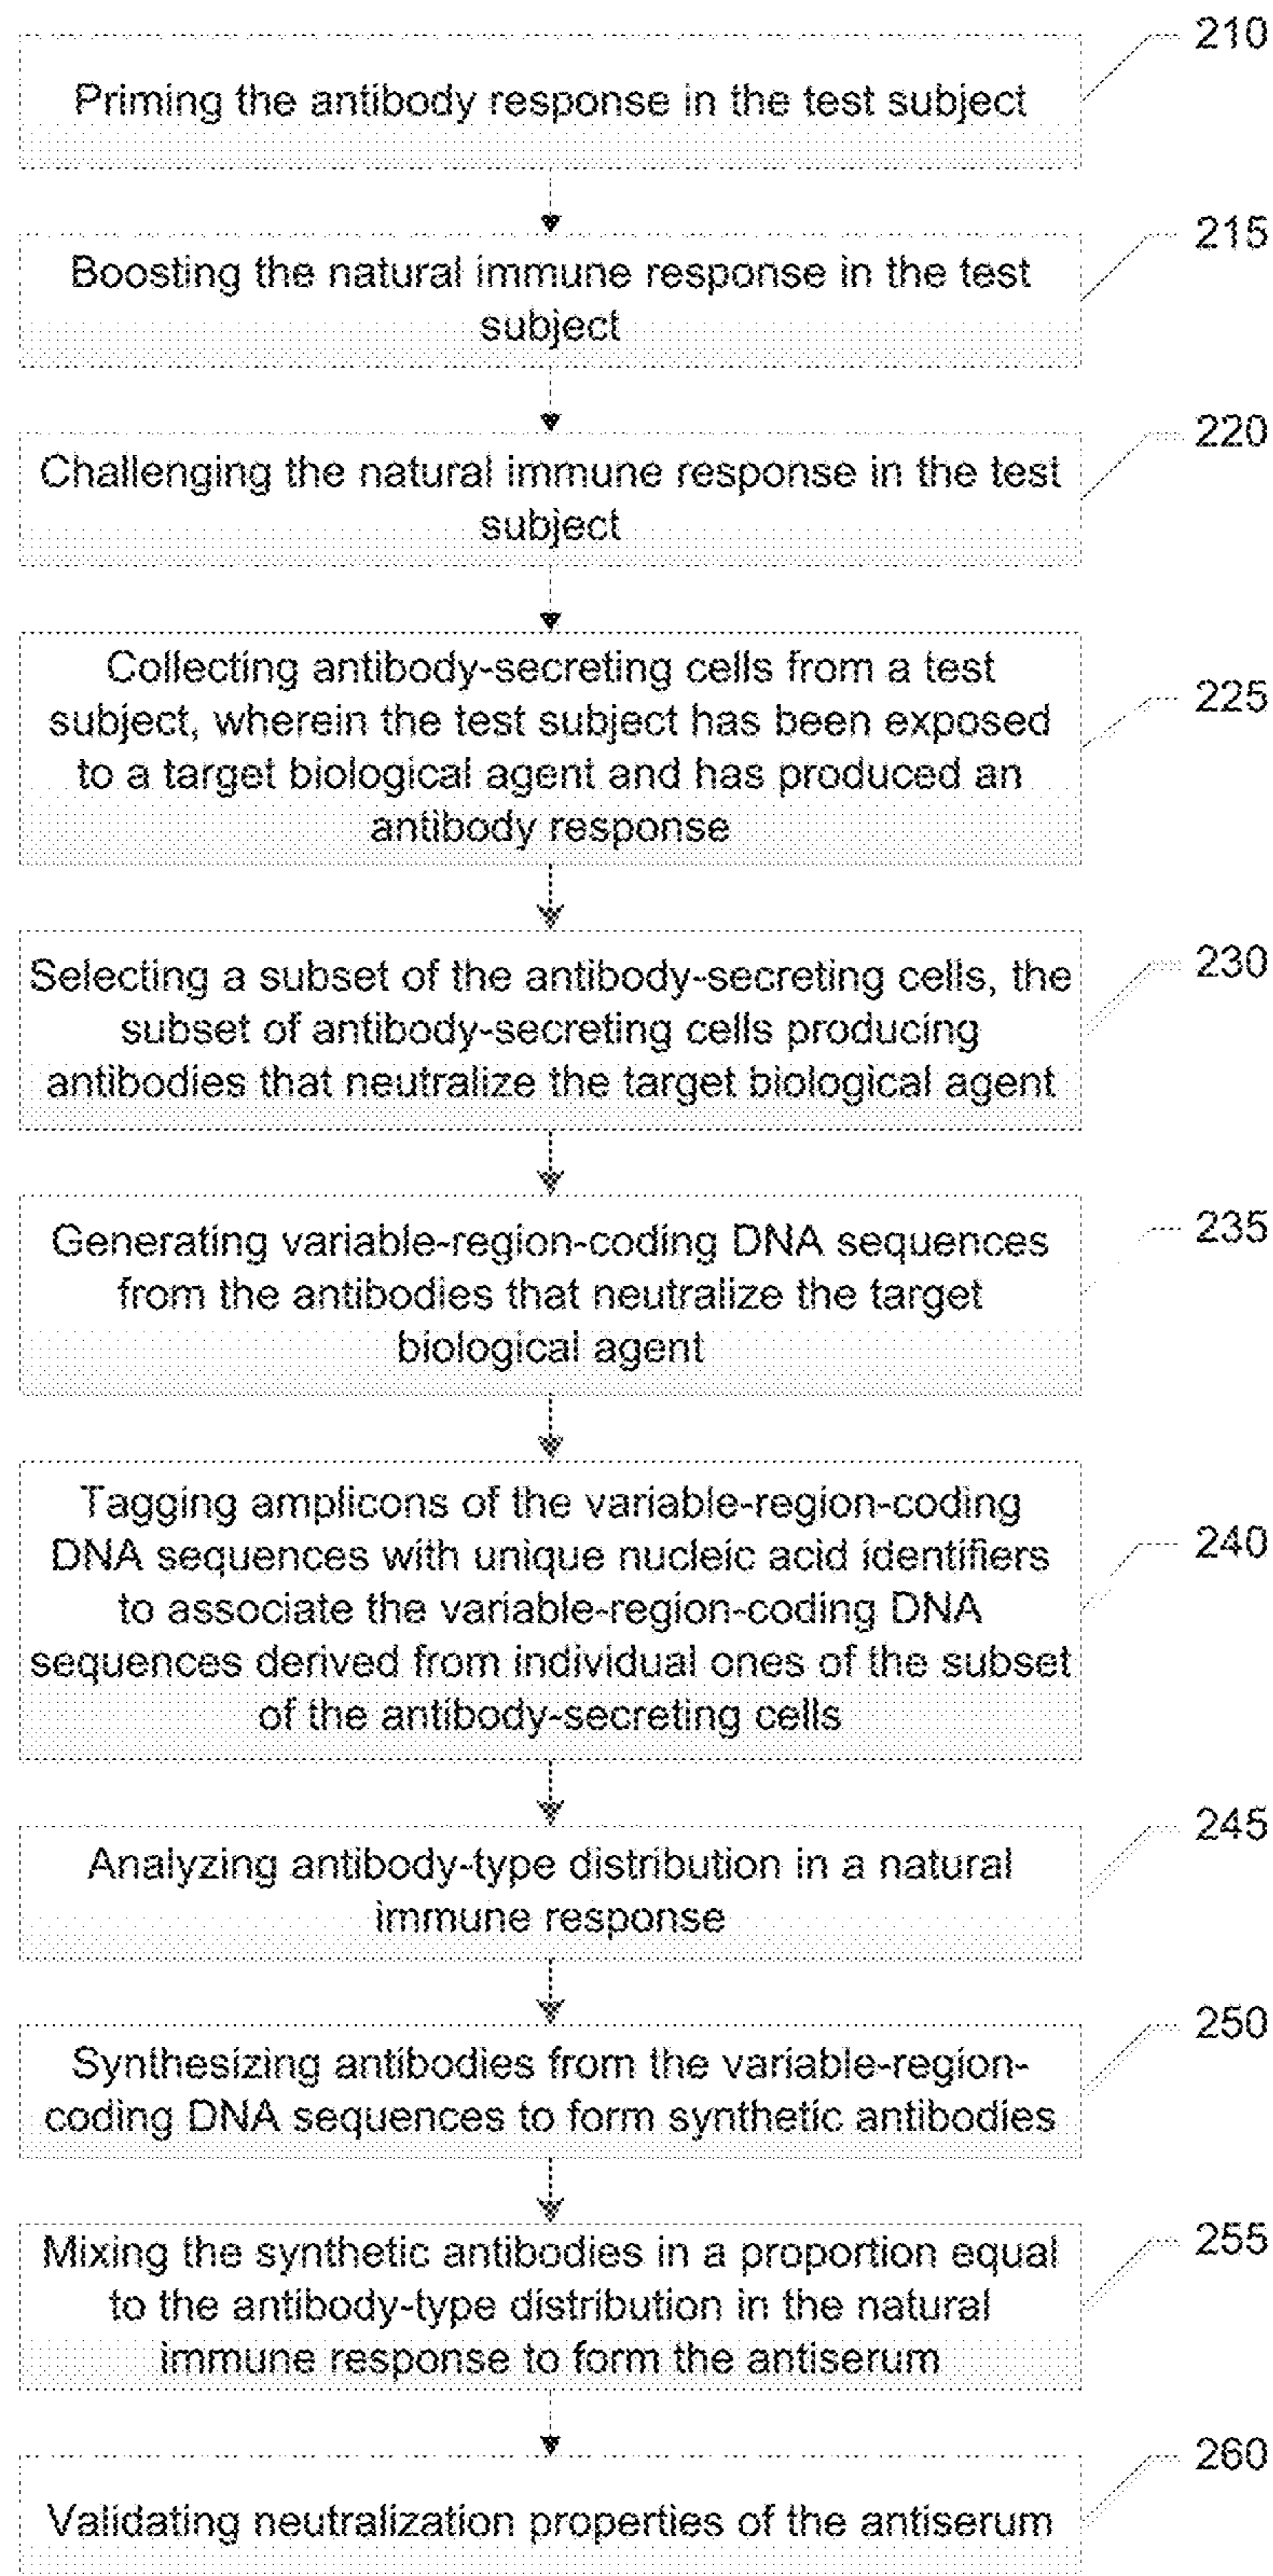 210
Priming the antibody response in the test subject
215
Boosting the natural immune response in the test
subject
220
Challenging the natural immune response in the test
subject
Collecting antibody-secreting cells from a test
225
subject, wherein the test subject has been exposed
to a target biological agent and has produced an
antibody response
230
Selecting a subset of the antibody-secreting cells, the
subset of antibody-secreting cells producing
antibodies that neutralize the target biological agent
235
Generating variable-region-coding DNA sequences
from the antibodies that neutralize the target
biological agent
Tagging amplicons of the variable-region-coding
240
DNA sequences with unique nucleic acid identifiers
to associate the variable-region-coding DNA
sequences derived from individual ones of the subset
of the antibody-secreting cells
245
Analyzing antibody-type distribution in a natural
immune response
250
Synthesizing antibodies from the variable-region-
coding DNA sequences to form synthetic antibodies
255
Mixing the synthetic antibodies in a proportion equal
to the antibody-type distribution in the natural
immune response to form the antiserum
260
Validating neutralization properties of the antiserum